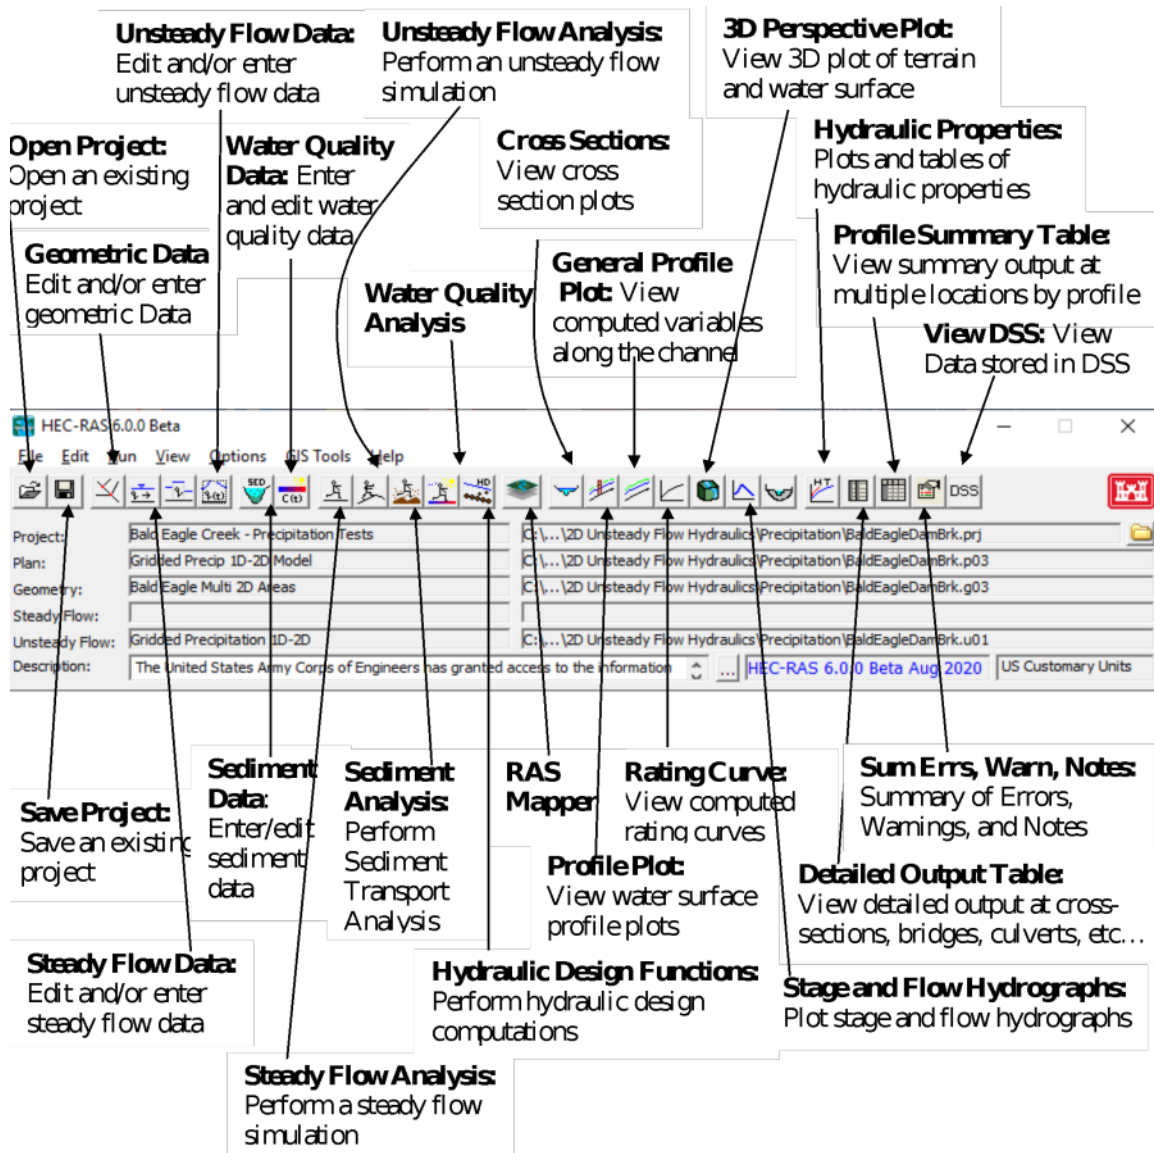 Unsteady Flow Data:
Edit and/or enter
unsteady flow data
Unsteady Flow Analysis:
Perform an unsteady flow
simulation
3D Perspective Plot:
View 3D plot of terrain
and water surface
Open Project:
Open an existing
project
Water Quality
Data: Enter
and edit water
quality data
Cross Sections:
View cross
section plots
Hydraulic Properties:
Plots and tables of
hydraulic properties
Geometric Data
Edit and/or enter
geometric Data
Water Quality
Analysis
General Profile
Plot: View
computed variables
along the channel
Profile Summary Table:
View summary output at
multiple locations by profile
View DSS: View
Data stored in DSS
HEC-RAS 6.0.0 Beta
File Edit Run View Options GIS Tools Help
SED C(t) HD HT DSS
Project: Bald Eagle Creek - Precipitation Tests C:\...\2D Unsteady Flow Hydraulics\Precipitation\BaldEagleDamBrk.prj
Plan: Gridded Precip 1D-2D Model C:\...\2D Unsteady Flow Hydraulics\Precipitation\BaldEagleDamBrk.p03
Geometry: Bald Eagle Multi 2D Areas C:\...\2D Unsteady Flow Hydraulics\Precipitation\BaldEagleDamBrk.g03
Steady Flow:
Unsteady Flow: Gridded Precipitation 1D-2D C:\...\2D Unsteady Flow Hydraulics\Precipitation\BaldEagleDamBrk.u01
Description: The United States Army Corps of Engineers has granted access to the information ... HEC-RAS 6.0.0 Beta Aug 2020 US Customary Units
Save Project:
Save an existing
project
Sediment
Data:
Enter/edit
sediment
data
Sediment
Analysis:
Perform
Sediment
Transport
Analysis
RAS
Mapper
Rating Curve:
View computed
rating curves
Sum Errs, Warn, Notes:
Summary of Errors,
Warnings, and Notes
Profile Plot:
View water surface
profile plots
Detailed Output Table:
View detailed output at cross-
sections, bridges, culverts, etc...
Steady Flow Data:
Edit and/or enter
steady flow data
Hydraulic Design Functions:
Perform hydraulic design
computations
Stage and Flow Hydrographs:
Plot stage and flow hydrographs
Steady Flow Analysis:
Perform a steady flow
simulation